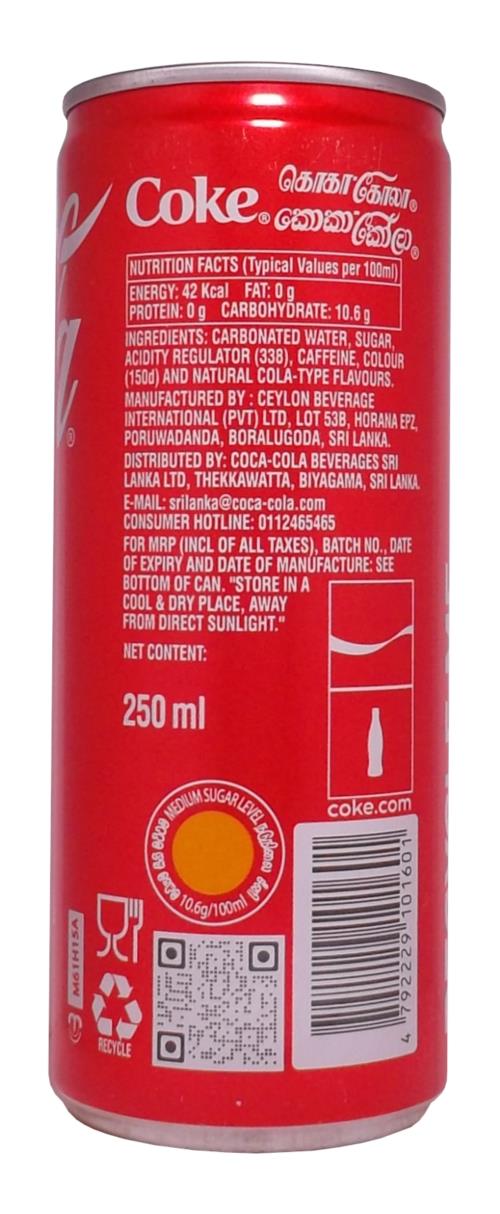 Coke®
கொகா கோலா®
කොකා කෝලා®
NUTRITION FACTS (Typical Values per 100ml)
ENERGY: 42 Kcal FAT: 0 g
PROTEIN: 0 g CARBOHYDRATE: 10.6 g
INGREDIENTS: CARBONATED WATER, SUGAR,
ACIDITY REGULATOR (338), CAFFEINE, COLOUR
(150d) AND NATURAL COLA-TYPE FLAVOURS.
MANUFACTURED BY : CEYLON BEVERAGE
INTERNATIONAL (PVT) LTD, LOT 53B, HORANA EPZ,
PORUWADANDA, BORALUGODA, SRI LANKA.
DISTRIBUTED BY: COCA-COLA BEVERAGES SRI
LANKA LTD, THEKKAWATTA, BIYAGAMA, SRI LANKA.
E-MAIL: srilanka@coca-cola.com
CONSUMER HOTLINE: 0112465465
FOR MRP (INCL OF ALL TAXES), BATCH NO., DATE
OF EXPIRY AND DATE OF MANUFACTURE: SEE
BOTTOM OF CAN. "STORE IN A
COOL & DRY PLACE, AWAY
FROM DIRECT SUNLIGHT."
NET CONTENT:
250 ml
coke.com
MEDIUM SUGAR LEVEL
10.6g/100ml
M61H15A
RECYCLE
4 792229 101601